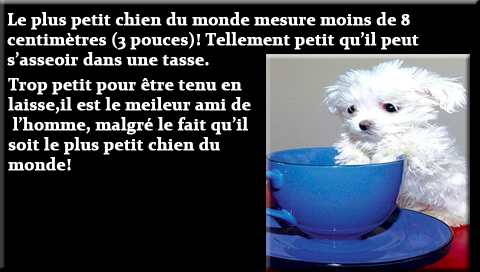 Le plus petit chien du monde mesure moins de 8
centimètres (3 pouces)! Tellement petit qu’il peut
s’asseoir dans une tasse.
Trop petit pour être tenu en
laisse,il est le meileur ami de
l’homme, malgré le fait qu’il
soit le plus petit chien du
monde!